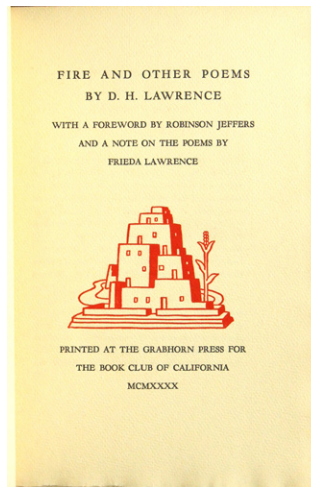 FIRE AND OTHER POEMS
BY D. H. LAWRENCE
WITH A FOREWORD BY ROBINSON JEFFERS
AND A NOTE ON THE POEMS BY
FRIEDA LAWRENCE
PRINTED AT THE GRABHORN PRESS FOR
THE BOOK CLUB OF CALIFORNIA
MCMXXXX